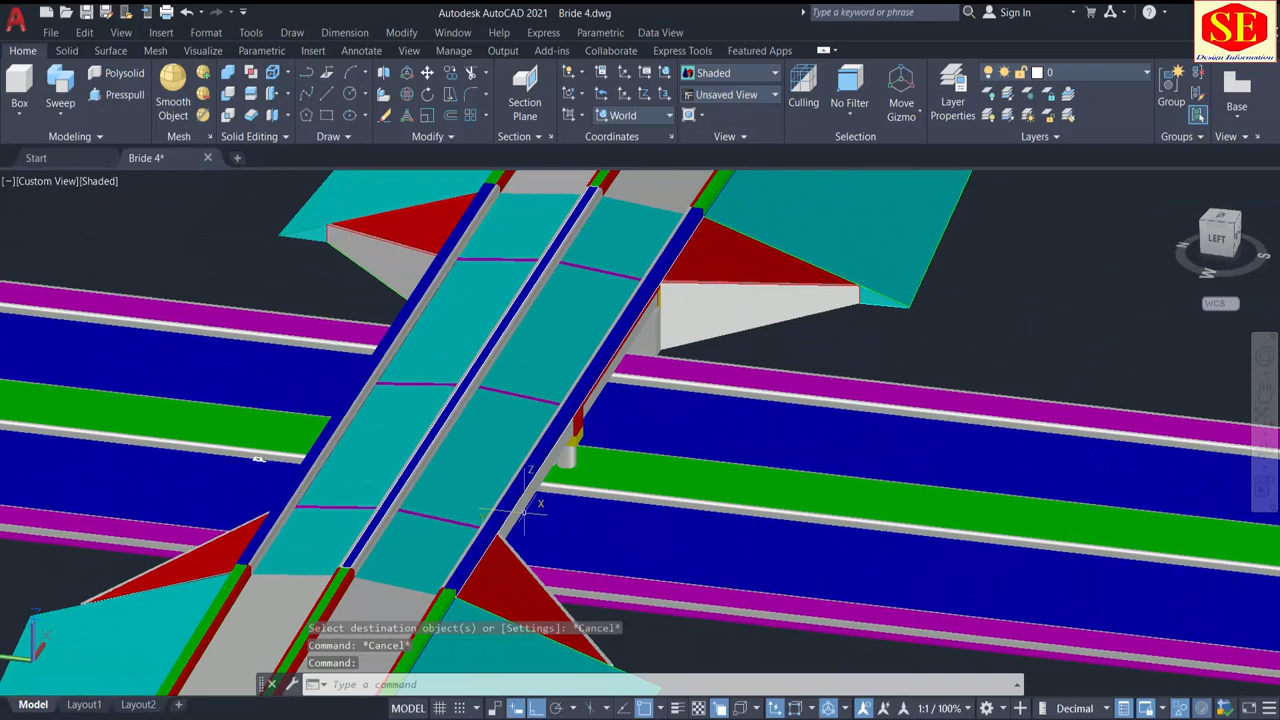 Autodesk AutoCAD 2021 Bride 4.dwg
Type a keyword or phrase
Sign In
SE
Design Information
File Edit View Insert Format Tools Draw Dimension Modify Window Help Express Parametric Data View
Home Solid Surface Mesh Visualize Parametric Insert Annotate View Manage Output Add-ins Collaborate Express Tools Featured Apps
Polysolid
Presspull
Box
Sweep
Smooth
Object
Section
Plane
World
Shaded
Unsaved View
Culling
No Filter
Move
Gizmo
Layer
Properties
0
Group
Base
Modeling Mesh Solid Editing Draw Modify Section Coordinates View Selection Layers Groups View
Start Bride 4*
[−][Custom View][Shaded]
LEFT
N
S
W
WCS
Z
X
Z
X
Select destination object(s) or [Settings]: *Cancel*
Command: *Cancel*
Command:
Type a command
Model Layout1 Layout2
MODEL
1:1 / 100%
Decimal